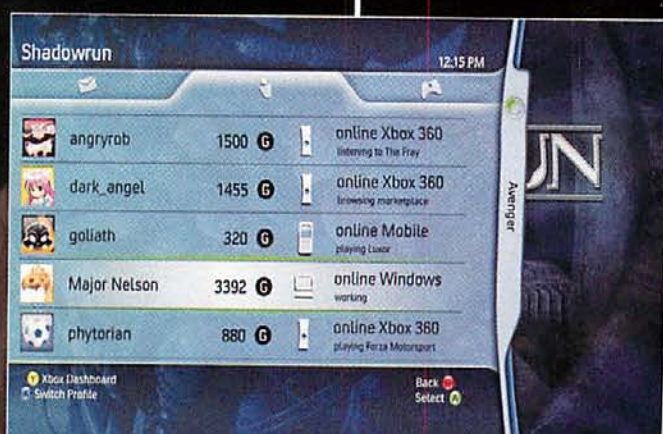 Shadowrun
12:15 PM
angryrob 1500 G online Xbox 360
listening to The Fray
dark_angel 1455 G online Xbox 360
browsing marketplace
goliath 320 G online Mobile
playing Luxor
Major Nelson 3392 G online Windows
working
phytorian 880 G online Xbox 360
playing Forza Motorsport
Avenger
UN
Y Xbox Dashboard
Switch Profile
Back
Select A